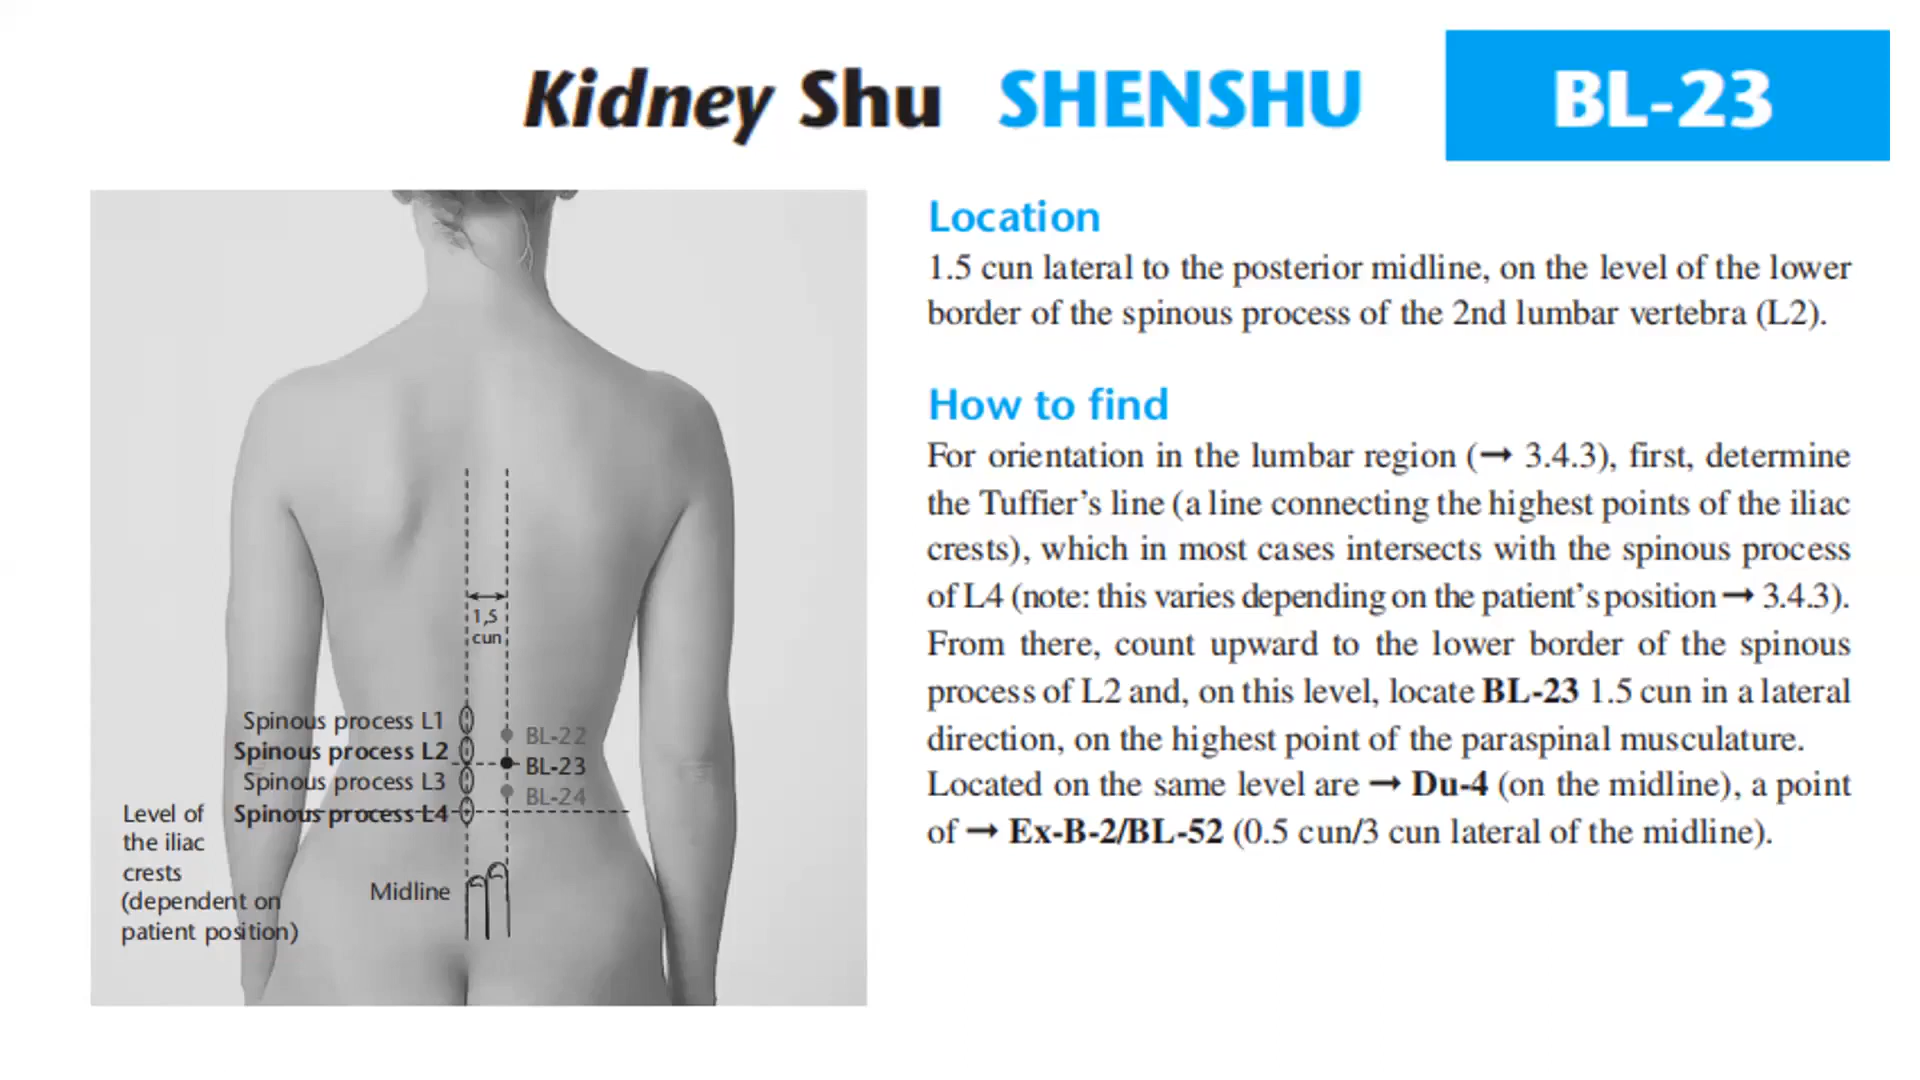 Kidney Shu SHENSHU BL-23
Location
1.5 cun lateral to the posterior midline, on the level of the lower
border of the spinous process of the 2nd lumbar vertebra (L2).
How to find
For orientation in the lumbar region (→ 3.4.3), first, determine
the Tuffier’s line (a line connecting the highest points of the iliac
crests), which in most cases intersects with the spinous process
of L4 (note: this varies depending on the patient’s position → 3.4.3).
From there, count upward to the lower border of the spinous
process of L2 and, on this level, locate BL-23 1.5 cun in a lateral
direction, on the highest point of the paraspinal musculature.
Located on the same level are → Du-4 (on the midline), a point
of → Ex-B-2/BL-52 (0.5 cun/3 cun lateral of the midline).
1,5
cun
Spinous process L1
Spinous process L2
Spinous process L3
Spinous process L4
BL-22
BL-23
BL-24
Level of
the iliac
crests
(dependent on
patient position)
Midline